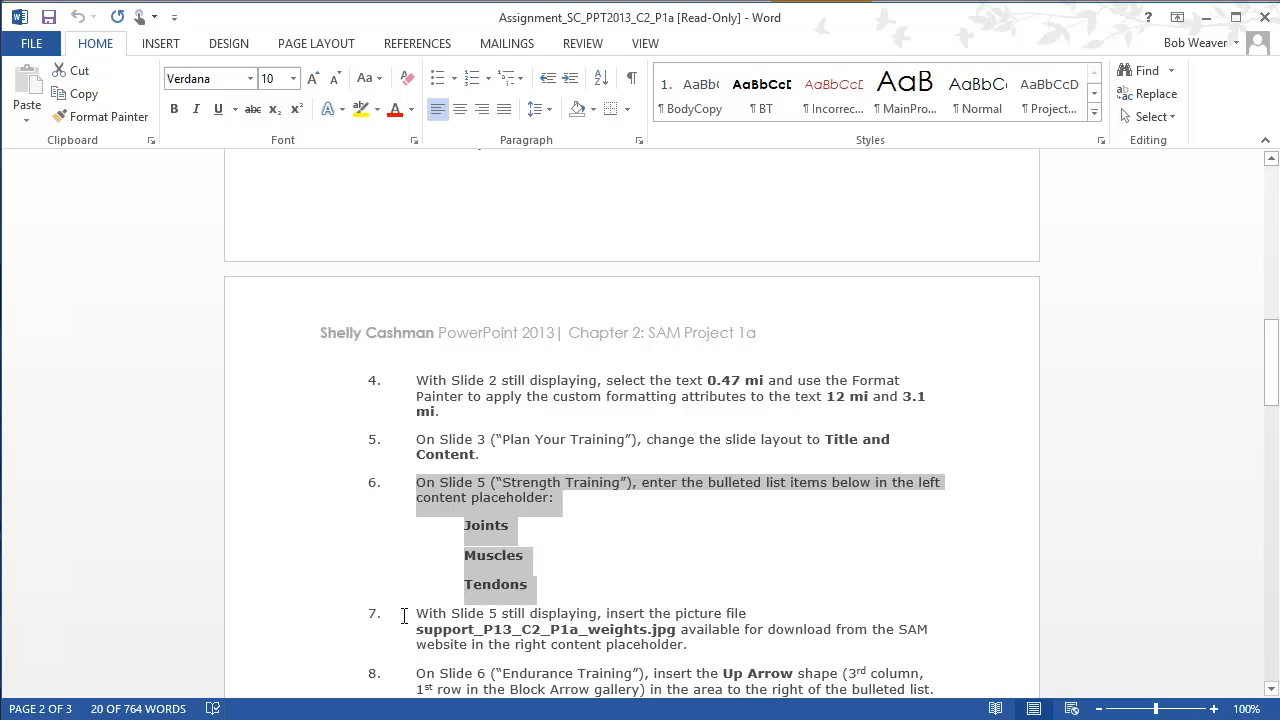 Assignment_SC_PPT2013_C2_P1a [Read-Only] - Word
FILE HOME INSERT DESIGN PAGE LAYOUT REFERENCES MAILINGS REVIEW VIEW Bob Weaver
Paste
Cut
Copy
Format Painter
Clipboard
Verdana 10
Font
Paragraph
1. AaBb( AaBbCcI AaBbCcL AaB AaBbC AaBbCcD
¶ BodyCopy ¶ BT ¶ Incorrec... ¶ MainPro... ¶ Normal ¶ Project...
Styles
Find
Replace
Select
Editing
Shelly Cashman PowerPoint 2013| Chapter 2: SAM Project 1a
4. With Slide 2 still displaying, select the text 0.47 mi and use the Format
Painter to apply the custom formatting attributes to the text 12 mi and 3.1
mi.
5. On Slide 3 (“Plan Your Training”), change the slide layout to Title and
Content.
6. On Slide 5 (“Strength Training”), enter the bulleted list items below in the left
content placeholder:
Joints
Muscles
Tendons
7. With Slide 5 still displaying, insert the picture file
support_P13_C2_P1a_weights.jpg available for download from the SAM
website in the right content placeholder.
8. On Slide 6 (“Endurance Training”), insert the Up Arrow shape (3rd column,
1st row in the Block Arrow gallery) in the area to the right of the bulleted list.
PAGE 2 OF 3 20 OF 764 WORDS 100%